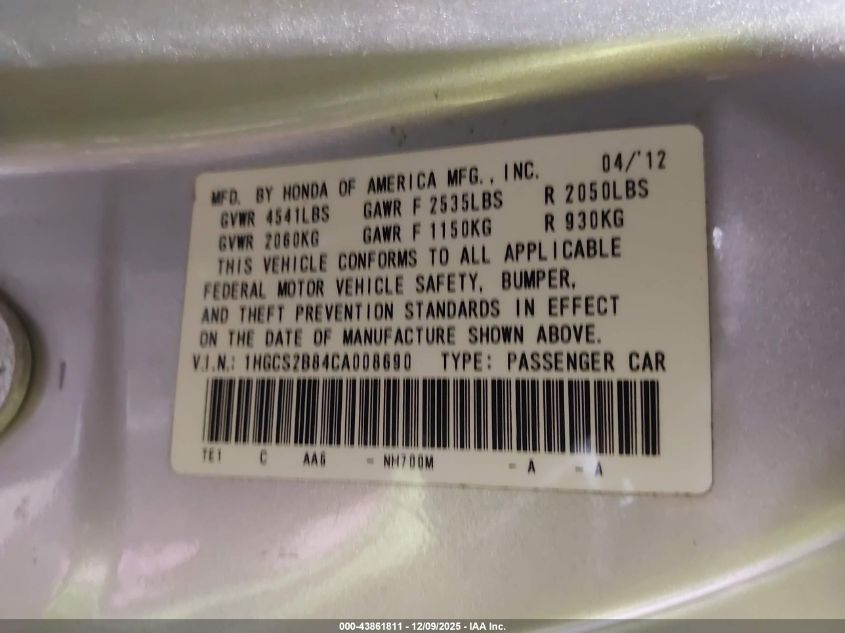 MFD. BY HONDA OF AMERICA MFG., INC. 04/'12
GVWR 4541LBS GAWR F 2535LBS R 2050LBS
GVWR 2060KG GAWR F 1150KG R 930KG
THIS VEHICLE CONFORMS TO ALL APPLICABLE
FEDERAL MOTOR VEHICLE SAFETY, BUMPER,
AND THEFT PREVENTION STANDARDS IN EFFECT
ON THE DATE OF MANUFACTURE SHOWN ABOVE.
V.I.N.: 1HGCS2B84CA008690 TYPE: PASSENGER CAR
TE1 C AA6 - NH700M - A - A
000-43861811 - 12/09/2025 - IAA Inc.